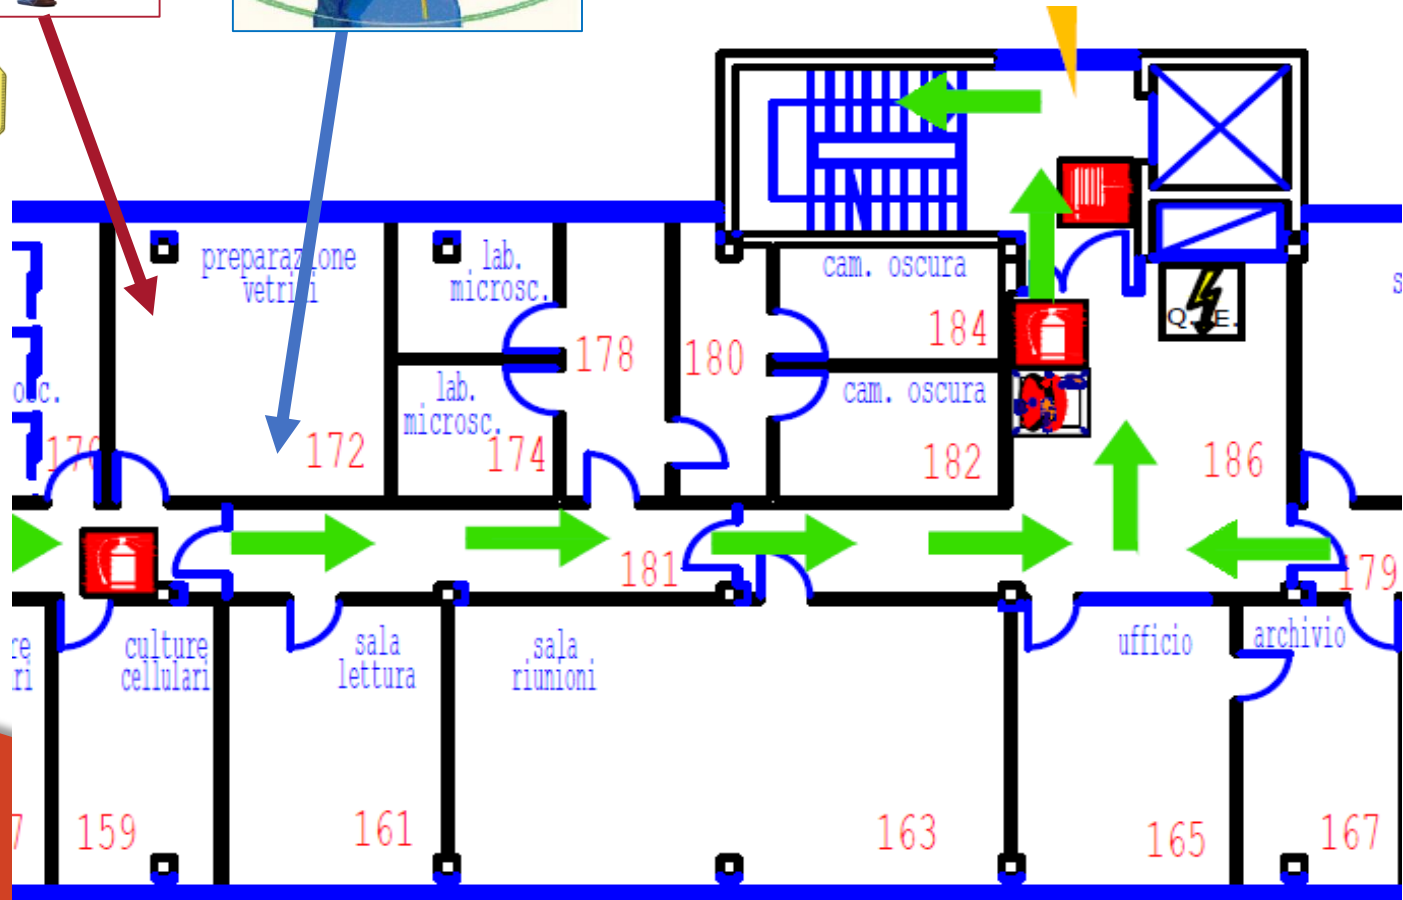 preparazione
vetrini
lab.
microsc.
cam. oscura
178
180
184
lab.
microsc.
cam. oscura
Q.E.
170
172
174
182
186
181
179
culture
cellulari
sala
lettura
sala
riunioni
ufficio
archivio
159
161
163
165
167